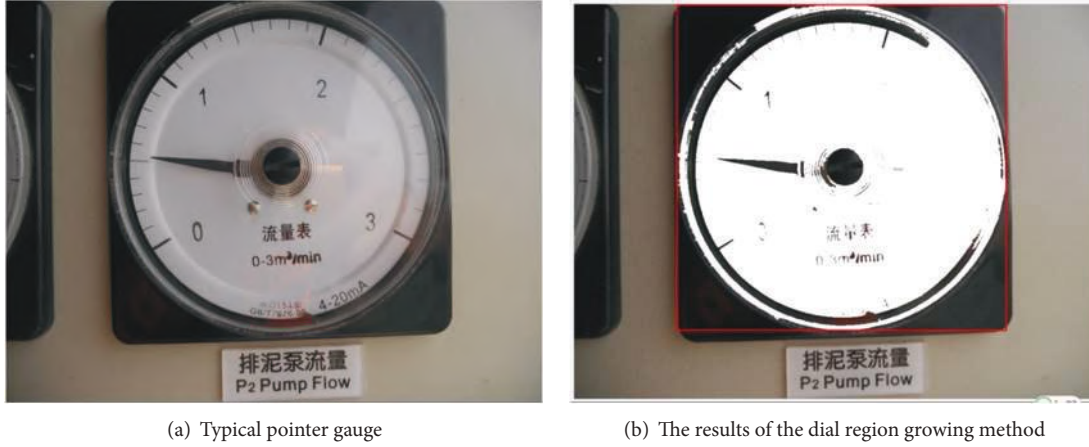 1
2
0
3
流量表
0-3m³/min
4-20mA
排泥泵流量
P2 Pump Flow
(a) Typical pointer gauge
1
流量表
0-3m³/min
排泥泵流量
P2 Pump Flow
(b) The results of the dial region growing method